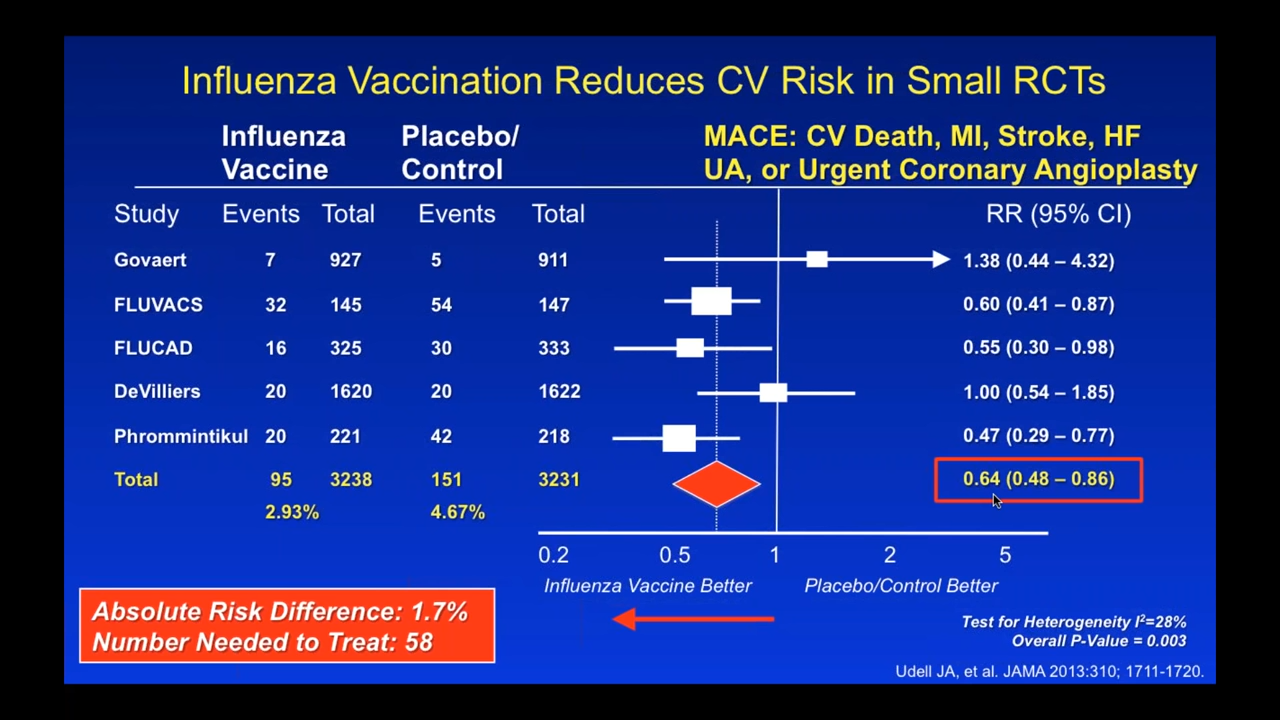 Influenza Vaccination Reduces CV Risk in Small RCTs
Influenza Vaccine
Placebo/ Control
MACE: CV Death, MI, Stroke, HF
UA, or Urgent Coronary Angioplasty
Study Events Total Events Total RR (95% CI)
Govaert 7 927 5 911 1.38 (0.44 – 4.32)
FLUVACS 32 145 54 147 0.60 (0.41 – 0.87)
FLUCAD 16 325 30 333 0.55 (0.30 – 0.98)
DeVilliers 20 1620 20 1622 1.00 (0.54 – 1.85)
Phrommintikul 20 221 42 218 0.47 (0.29 – 0.77)
Total 95 3238 151 3231 0.64 (0.48 – 0.86)
2.93% 4.67%
0.2 0.5 1 2 5
Influenza Vaccine Better Placebo/Control Better
Absolute Risk Difference: 1.7%
Number Needed to Treat: 58
Test for Heterogeneity I²=28%
Overall P-Value = 0.003
Udell JA, et al. JAMA 2013:310; 1711-1720.